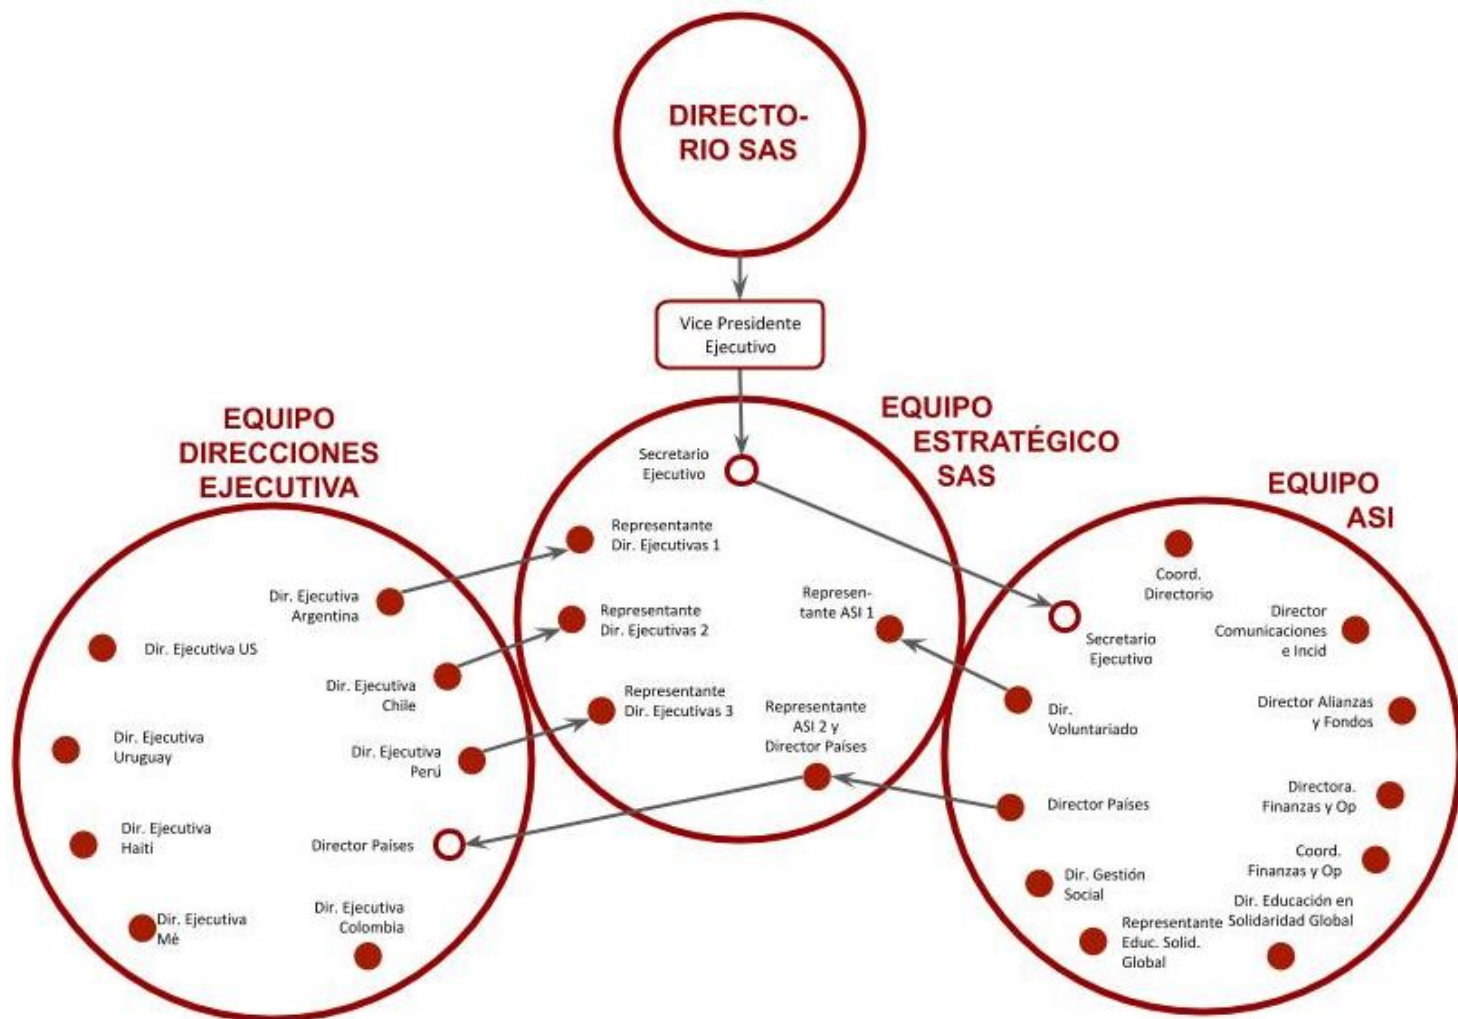 DIRECTO-
RIO SAS
Vice Presidente
Ejecutivo
EQUIPO
DIRECCIONES
EJECUTIVA
Dir. Ejecutiva
Argentina
Dir. Ejecutiva US
Dir. Ejecutiva
Chile
Dir. Ejecutiva
Uruguay
Dir. Ejecutiva
Perú
Dir. Ejecutiva
Haití
Director Países
Dir. Ejecutiva
Mé
Dir. Ejecutiva
Colombia
EQUIPO
ESTRATÉGICO
SAS
Secretario
Ejecutivo
Representante
Dir. Ejecutivas 1
Representante
Dir. Ejecutivas 2
Represen-
tante ASI 1
Representante
Dir. Ejecutivas 3
Representante
ASI 2 y
Director Países
EQUIPO
ASI
Coord.
Directorio
Secretario
Ejecutivo
Director
Comunicaciones
e Incid
Dir.
Voluntariado
Director Alianzas
y Fondos
Director Países
Directora.
Finanzas y Op
Coord.
Finanzas y Op
Dir. Gestión
Social
Dir. Educación en
Solidaridad Global
Representante
Educ. Solid.
Global